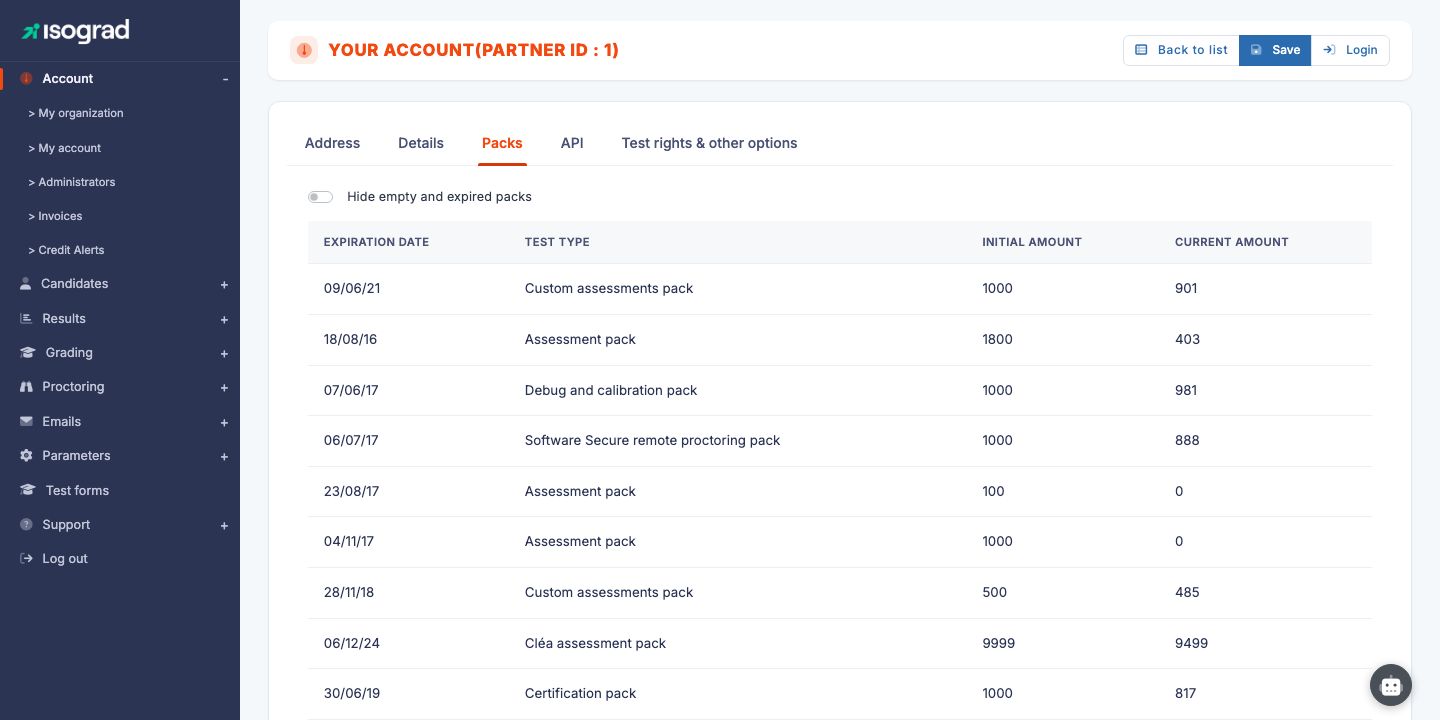 isograd
Account -
> My organization
> My account
> Administrators
> Invoices
> Credit Alerts
Candidates +
Results +
Grading +
Proctoring +
Emails +
Parameters +
Test forms
Support +
Log out
YOUR ACCOUNT(PARTNER ID : 1)
Back to list Save Login
Address Details Packs API Test rights & other options
Hide empty and expired packs
EXPIRATION DATE TEST TYPE INITIAL AMOUNT CURRENT AMOUNT
09/06/21 Custom assessments pack 1000 901
18/08/16 Assessment pack 1800 403
07/06/17 Debug and calibration pack 1000 981
06/07/17 Software Secure remote proctoring pack 1000 888
23/08/17 Assessment pack 100 0
04/11/17 Assessment pack 1000 0
28/11/18 Custom assessments pack 500 485
06/12/24 Cléa assessment pack 9999 9499
30/06/19 Certification pack 1000 817